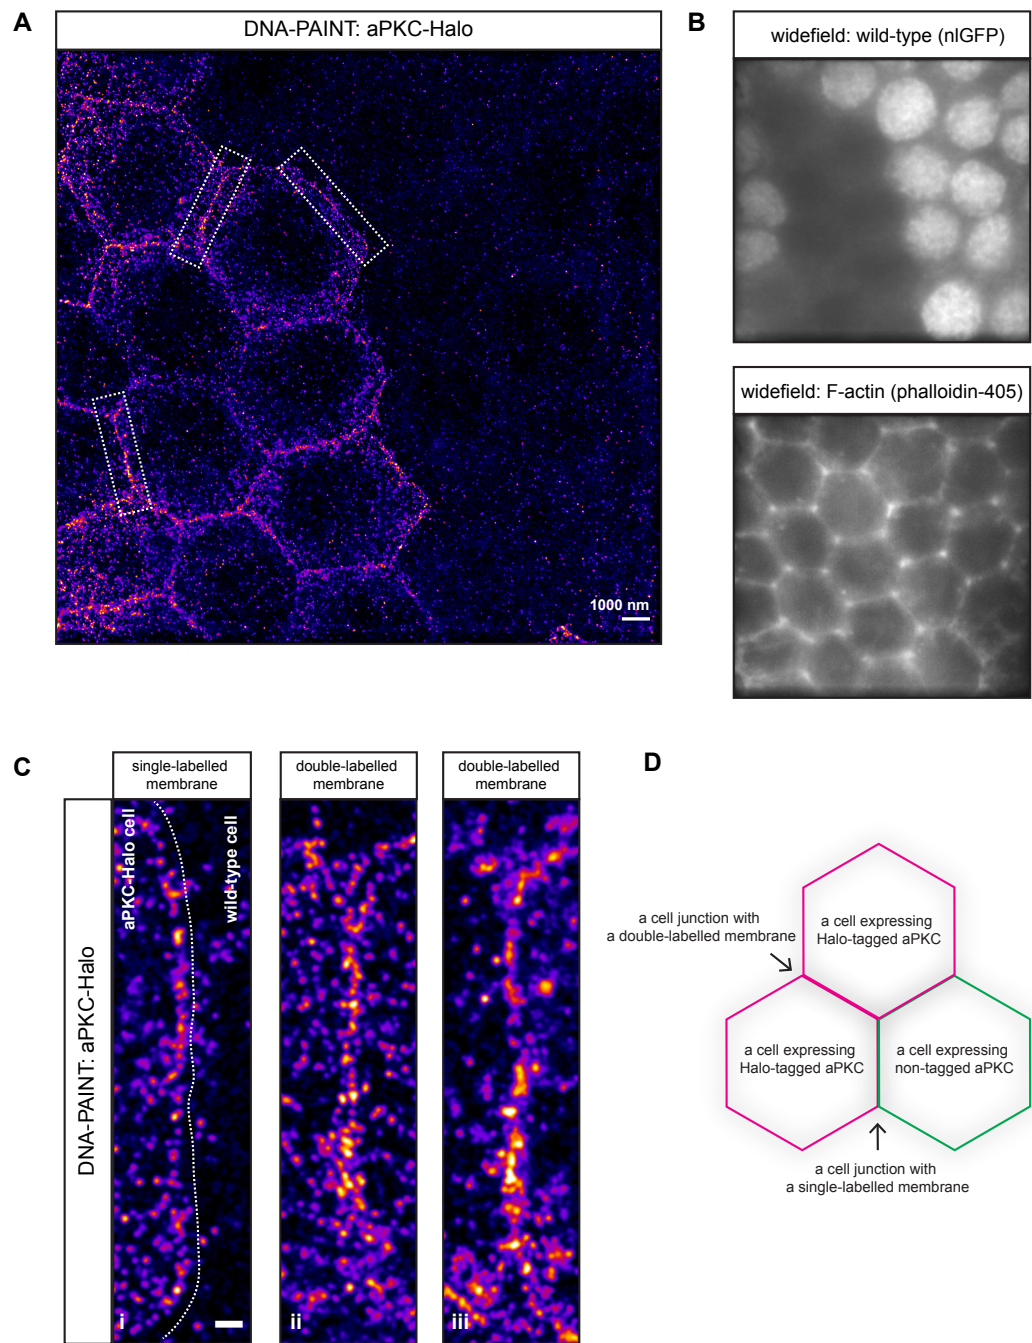 A
DNA-PAINT: aPKC-Halo
1000 nm
B
widefield: wild-type (nlGFP)
widefield: F-actin (phalloidin-405)
C
DNA-PAINT: aPKC-Halo
single-labelled
membrane
aPKC-Halo cell
wild-type cell
i
double-labelled
membrane
ii
double-labelled
membrane
iii
D
a cell junction with
a double-labelled membrane
a cell expressing
Halo-tagged aPKC
a cell expressing
Halo-tagged aPKC
a cell expressing
non-tagged aPKC
a cell junction with
a single-labelled membrane